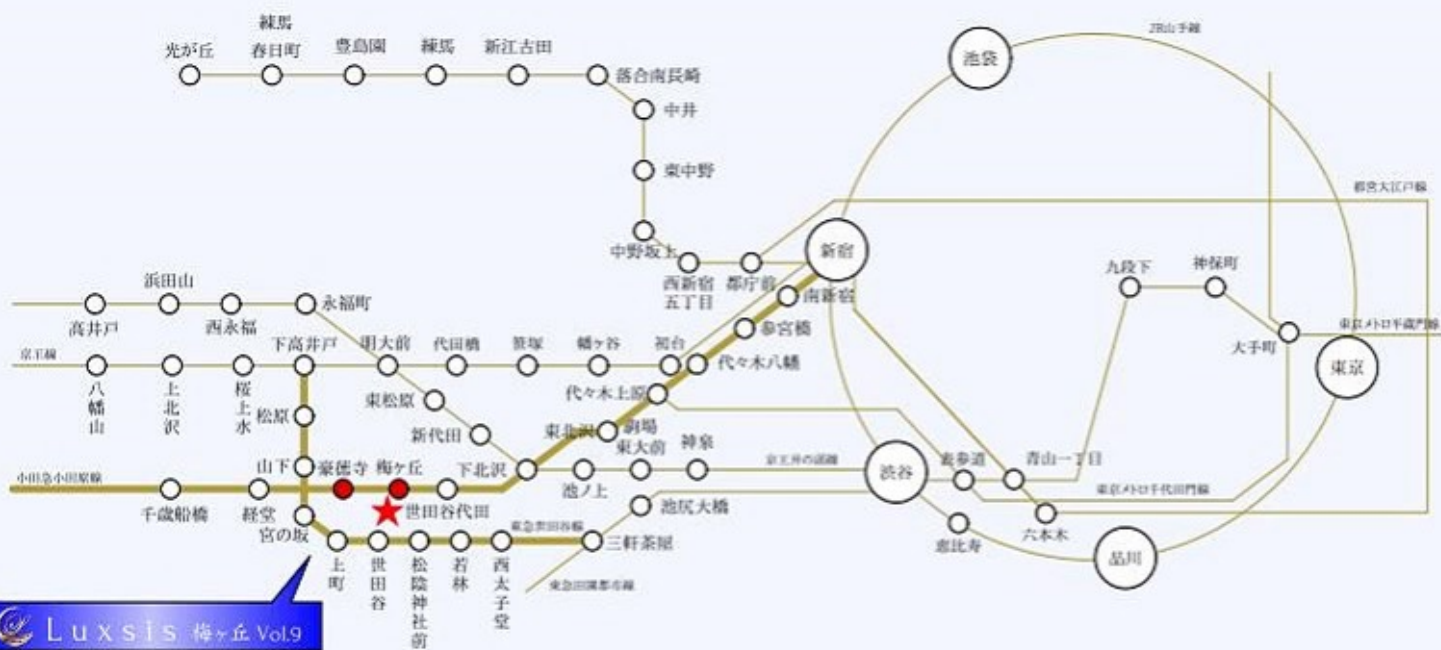 JR山手線
池袋
光が丘
練馬
春日町
豊島園
練馬
新江古田
落合南長崎
中井
東中野
中野坂上
西新宿
五丁目
都庁前
新宿
都営大江戸線
南新宿
参宮橋
代々木八幡
九段下
神保町
大手町
東京メトロ千蔵門線
東京
高井戸
浜田山
西永福
永福町
京王線
八幡山
上北沢
桜上水
下高井戸
明大前
代田橋
笹塚
幡ヶ谷
初台
代々木上原
松原
東松原
新代田
東北沢
駒場
東大前
神泉
京王井の頭線
渋谷
表参道
青山一丁目
東京メトロ千代田門線
小田急小田原線
千歳船橋
経堂
山下
豪徳寺
梅ヶ丘
世田谷代田
下北沢
池ノ上
池尻大橋
恵比寿
六本木
品川
宮の坂
上町
世田谷
松陰神社前
若林
西太子堂
東急世田谷線
三軒茶屋
東急田園都市線
Luxsis 梅ヶ丘 Vol.9